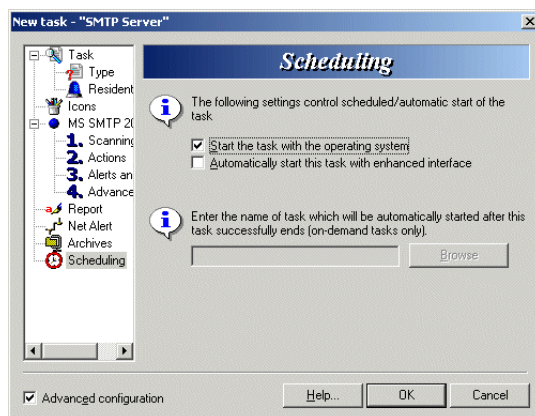 New task - "SMTP Server"
Task
Type
Resident
Icons
MS SMTP 20
1. Scanning
2. Actions
3. Alerts an
4. Advance
Report
Net Alert
Archives
Scheduling
Scheduling
The following settings control scheduled/automatic start of the
task
Start the task with the operating system
Automatically start this task with enhanced interface
Enter the name of task which will be automatically started after this
task successfully ends (on-demand tasks only).
Browse
Advanced configuration
Help...
OK
Cancel